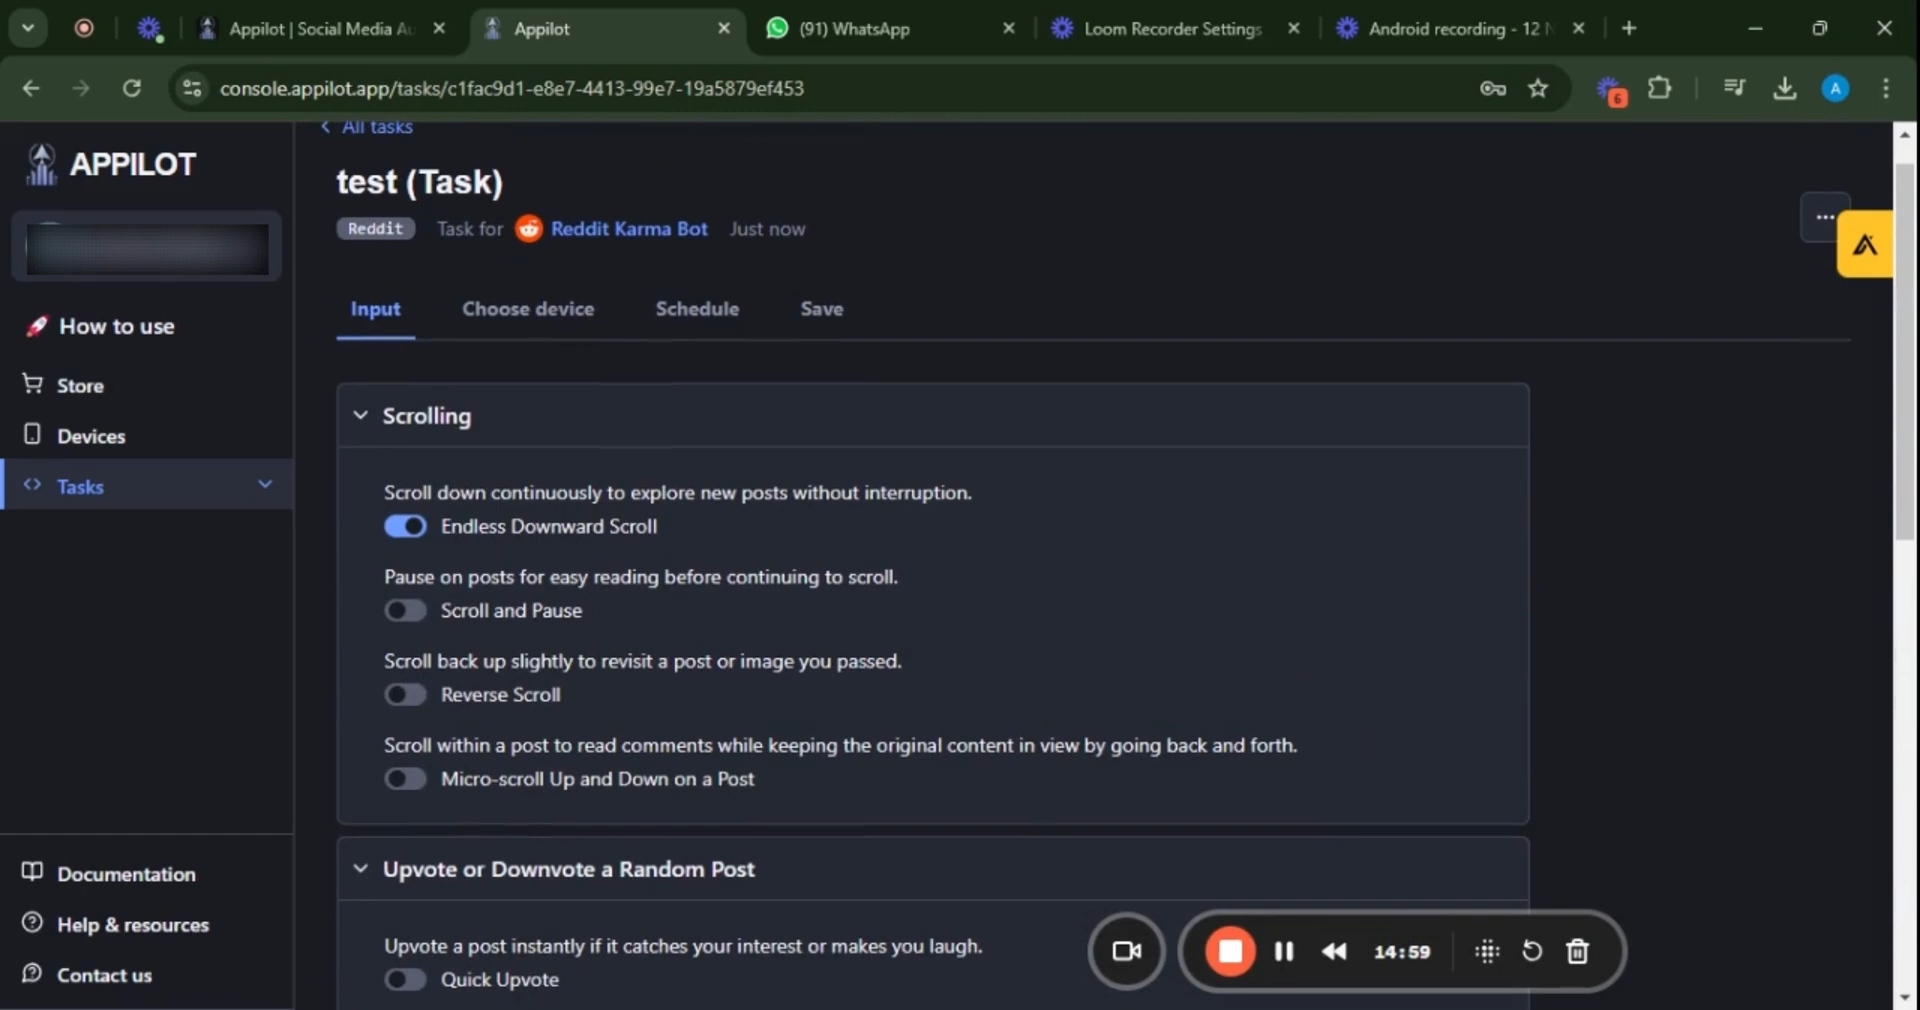 Appilot | Social Media Au
Appilot
(91) WhatsApp
Loom Recorder Settings
Android recording - 12 N
console.appilot.app/tasks/c1fac9d1-e8e7-4413-99e7-19a5879ef453
6
A
APPILOT
How to use
Store
Devices
Tasks
Documentation
Help & resources
Contact us
All tasks
test (Task)
Reddit Task for Reddit Karma Bot Just now
Input Choose device Schedule Save
Scrolling
Scroll down continuously to explore new posts without interruption.
Endless Downward Scroll
Pause on posts for easy reading before continuing to scroll.
Scroll and Pause
Scroll back up slightly to revisit a post or image you passed.
Reverse Scroll
Scroll within a post to read comments while keeping the original content in view by going back and forth.
Micro-scroll Up and Down on a Post
Upvote or Downvote a Random Post
Upvote a post instantly if it catches your interest or makes you laugh.
Quick Upvote
14:59